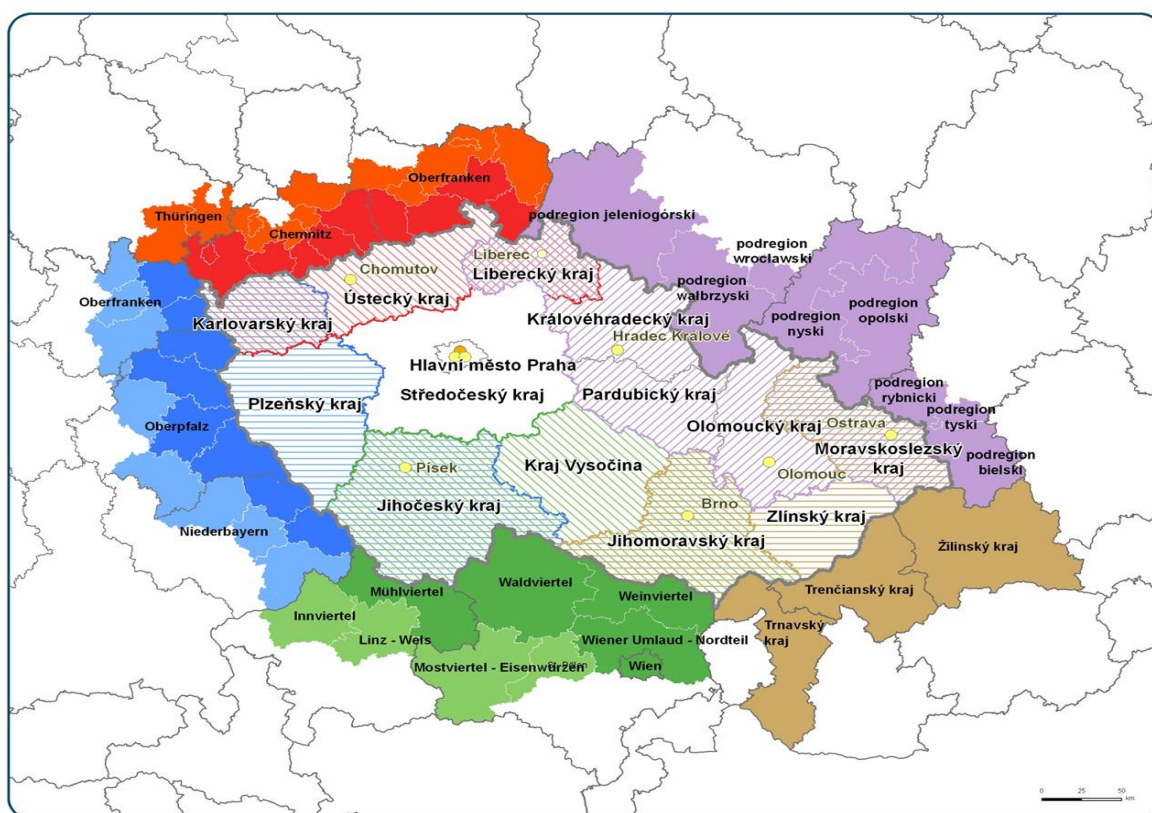 Oberfranken
Thüringen
Chemnitz
podregion jeleniogórski
podregion
wroclawski
Liberec
Liberecký kraj
Chomutov
Ústecký kraj
podregion
walbrzyski
Oberfranken
Karlovarský kraj
Královéhradecký kraj
Hradec Králové
podregion
nyski
podregion
opolski
Hlavní město Praha
Středočeský kraj
Pardubický kraj
podregion
rybnicki
podregion
tyski
podregion
bielski
Plzeňský kraj
Oberpfalz
Olomoucký kraj
Ostrava
Moravskoslezský
kraj
Písek
Kraj Vysočina
Olomouc
Jihočeský kraj
Brno
Zlínský kraj
Niederbayern
Jihomoravský kraj
Žilinský kraj
Mühlviertel
Waldviertel
Weinviertel
Trenčianský kraj
Innviertel
Linz - Wels
Wiener Umlaud - Nordteil
Trnavský
kraj
Mostviertel - Eisenwurzen
Wien
0 25 50
km